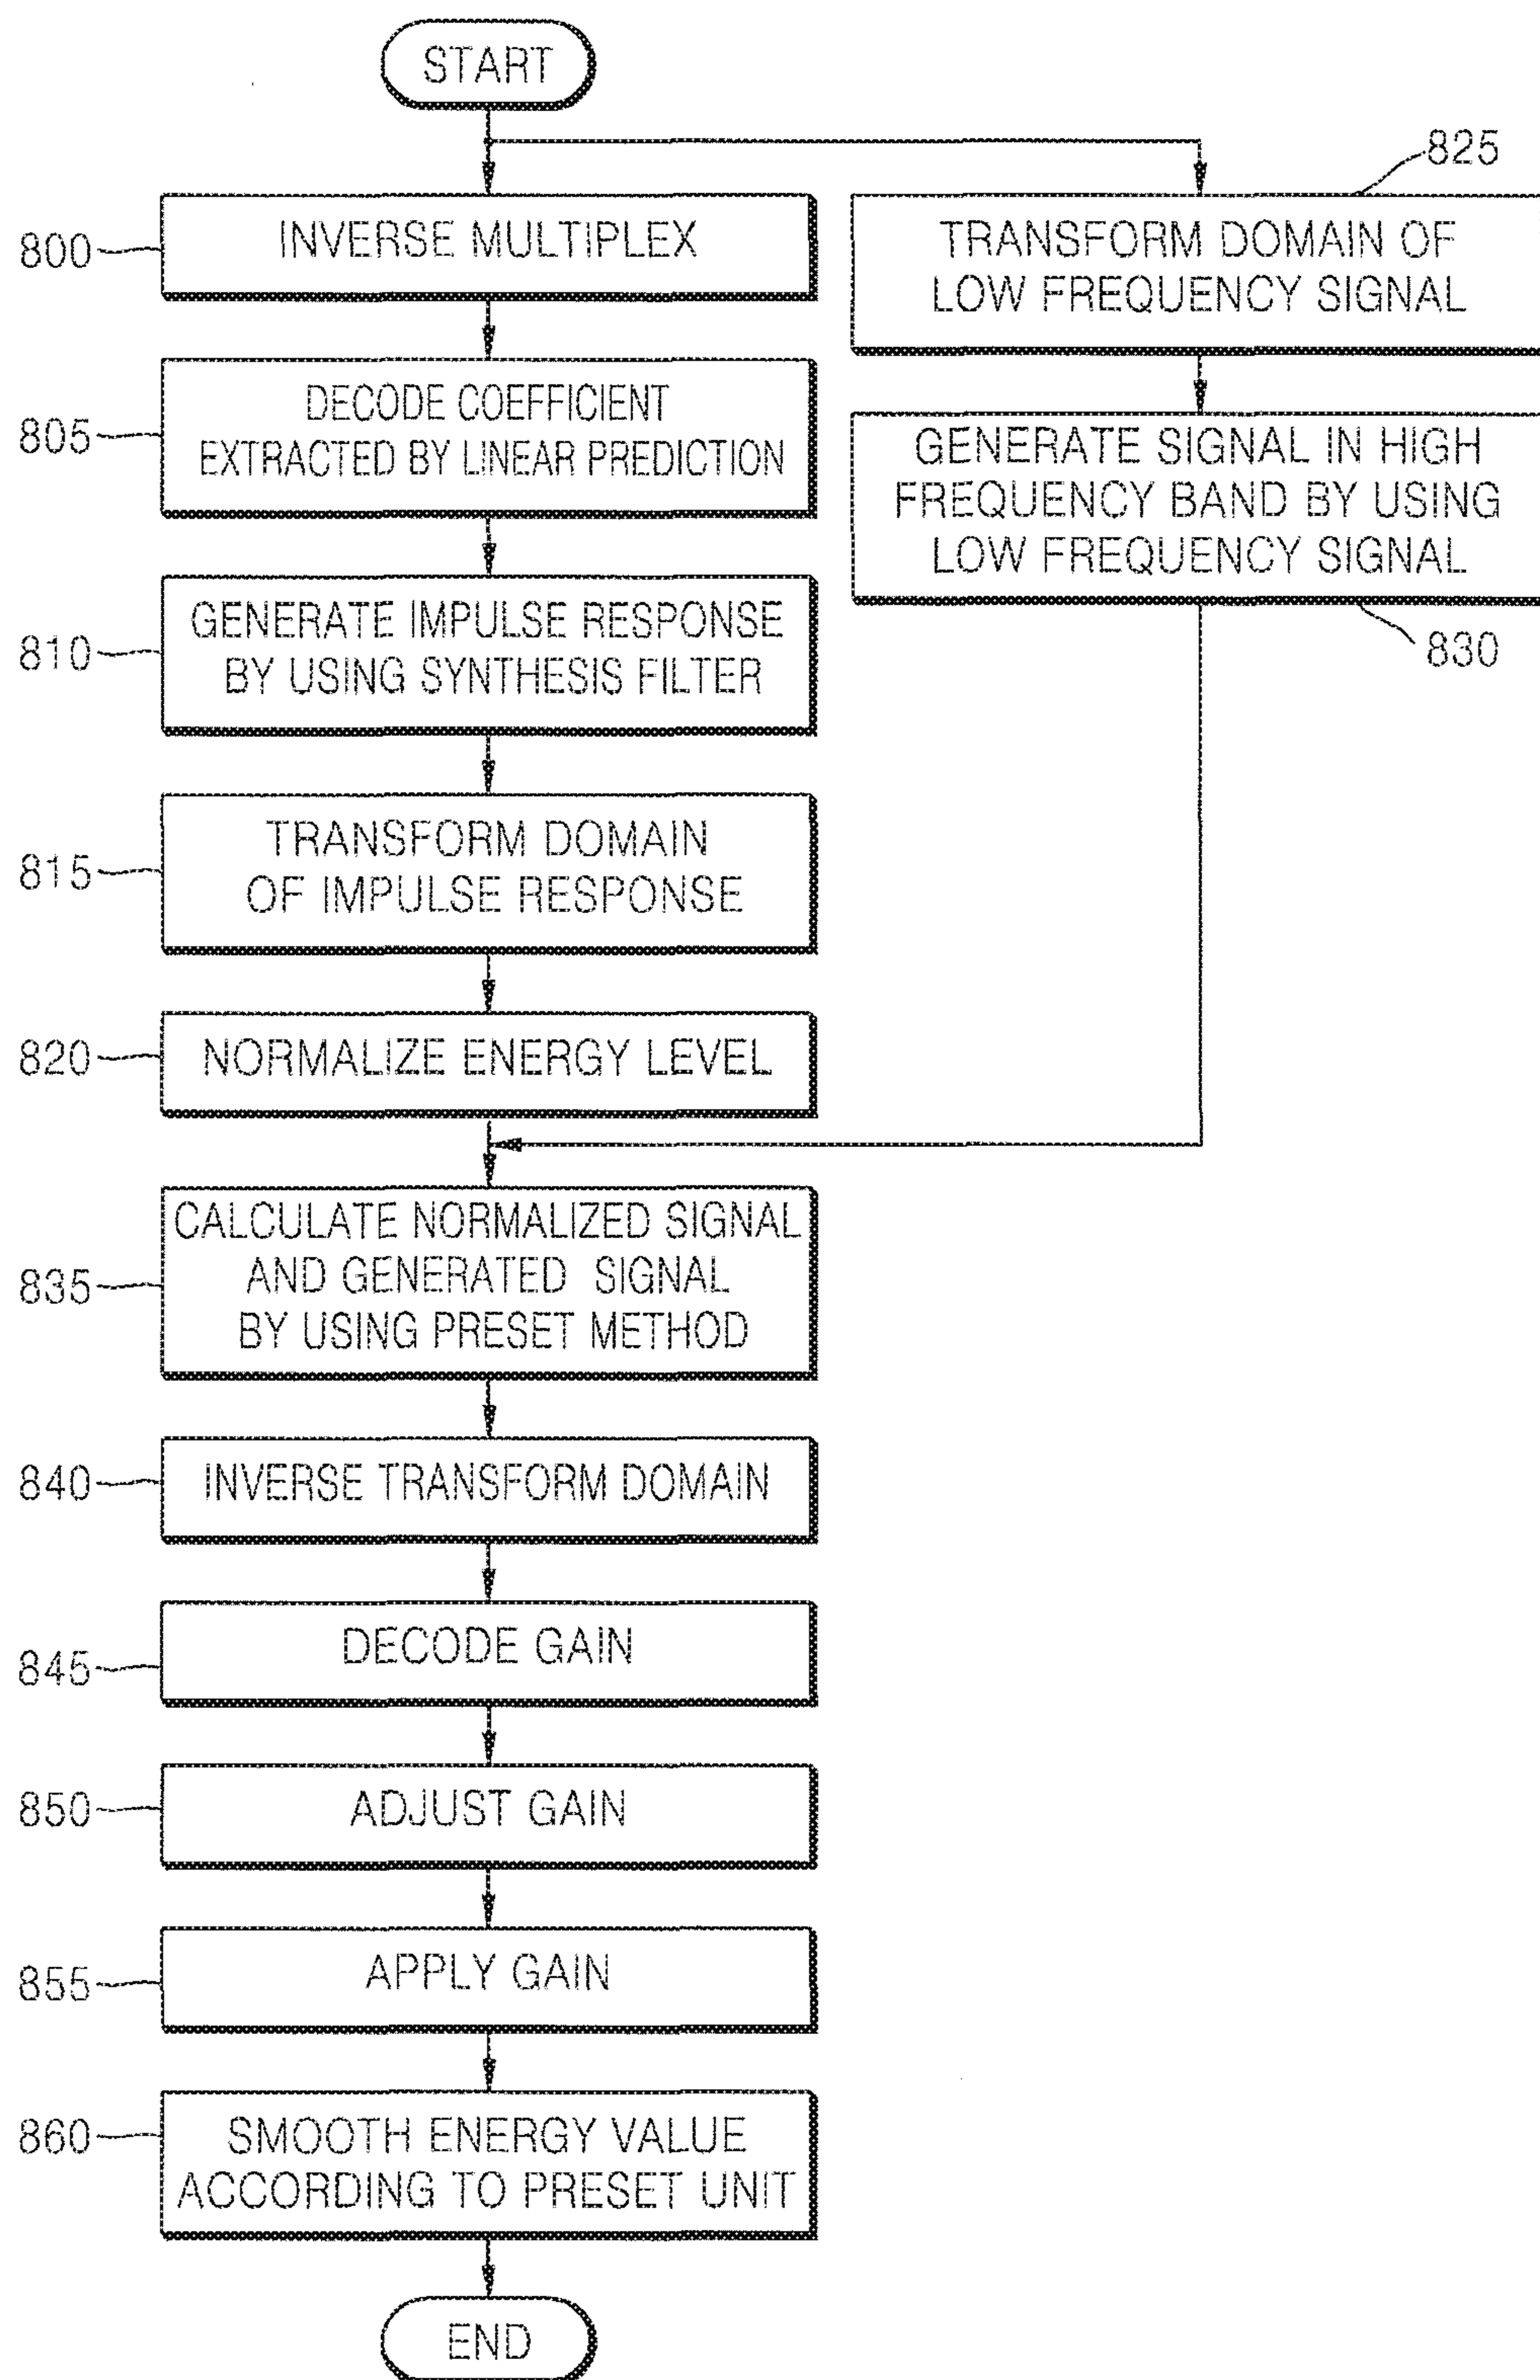 START
825
800
INVERSE MULTIPLEX
TRANSFORM DOMAIN OF
LOW FREQUENCY SIGNAL
805
DECODE COEFFICIENT
EXTRACTED BY LINEAR PREDICTION
GENERATE SIGNAL IN HIGH
FREQUENCY BAND BY USING
LOW FREQUENCY SIGNAL
830
810
GENERATE IMPULSE RESPONSE
BY USING SYNTHESIS FILTER
815
TRANSFORM DOMAIN
OF IMPULSE RESPONSE
820
NORMALIZE ENERGY LEVEL
835
CALCULATE NORMALIZED SIGNAL
AND GENERATED SIGNAL
BY USING PRESET METHOD
840
INVERSE TRANSFORM DOMAIN
845
DECODE GAIN
850
ADJUST GAIN
855
APPLY GAIN
860
SMOOTH ENERGY VALUE
ACCORDING TO PRESET UNIT
END